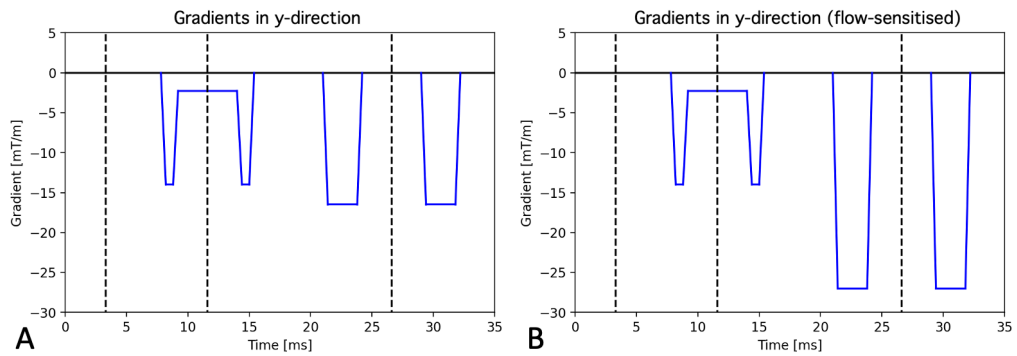 Gradients in y-direction
5
0
−5
−10
−15
−20
−25
−30
Gradient [mT/m]
0 5 10 15 20 25 30 35
Time [ms]
A
Gradients in y-direction (flow-sensitised)
5
0
−5
−10
−15
−20
−25
−30
Gradient [mT/m]
0 5 10 15 20 25 30 35
Time [ms]
B